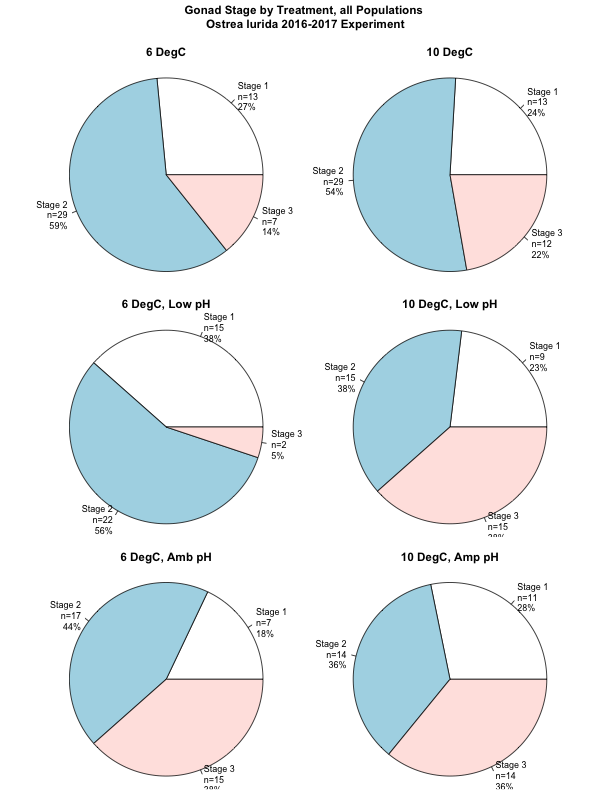 Gonad Stage by Treatment, all Populations
Ostrea lurida 2016-2017 Experiment
6 DegC
Stage 1
n=13
27%
Stage 2
n=29
59%
Stage 3
n=7
14%
10 DegC
Stage 1
n=13
24%
Stage 2
n=29
54%
Stage 3
n=12
22%
6 DegC, Low pH
Stage 1
n=15
38%
Stage 2
n=22
56%
Stage 3
n=2
5%
10 DegC, Low pH
Stage 1
n=9
23%
Stage 2
n=15
38%
Stage 3
n=15
38%
6 DegC, Amb pH
Stage 1
n=7
18%
Stage 2
n=17
44%
Stage 3
n=15
38%
10 DegC, Amp pH
Stage 1
n=11
28%
Stage 2
n=14
36%
Stage 3
n=14
36%